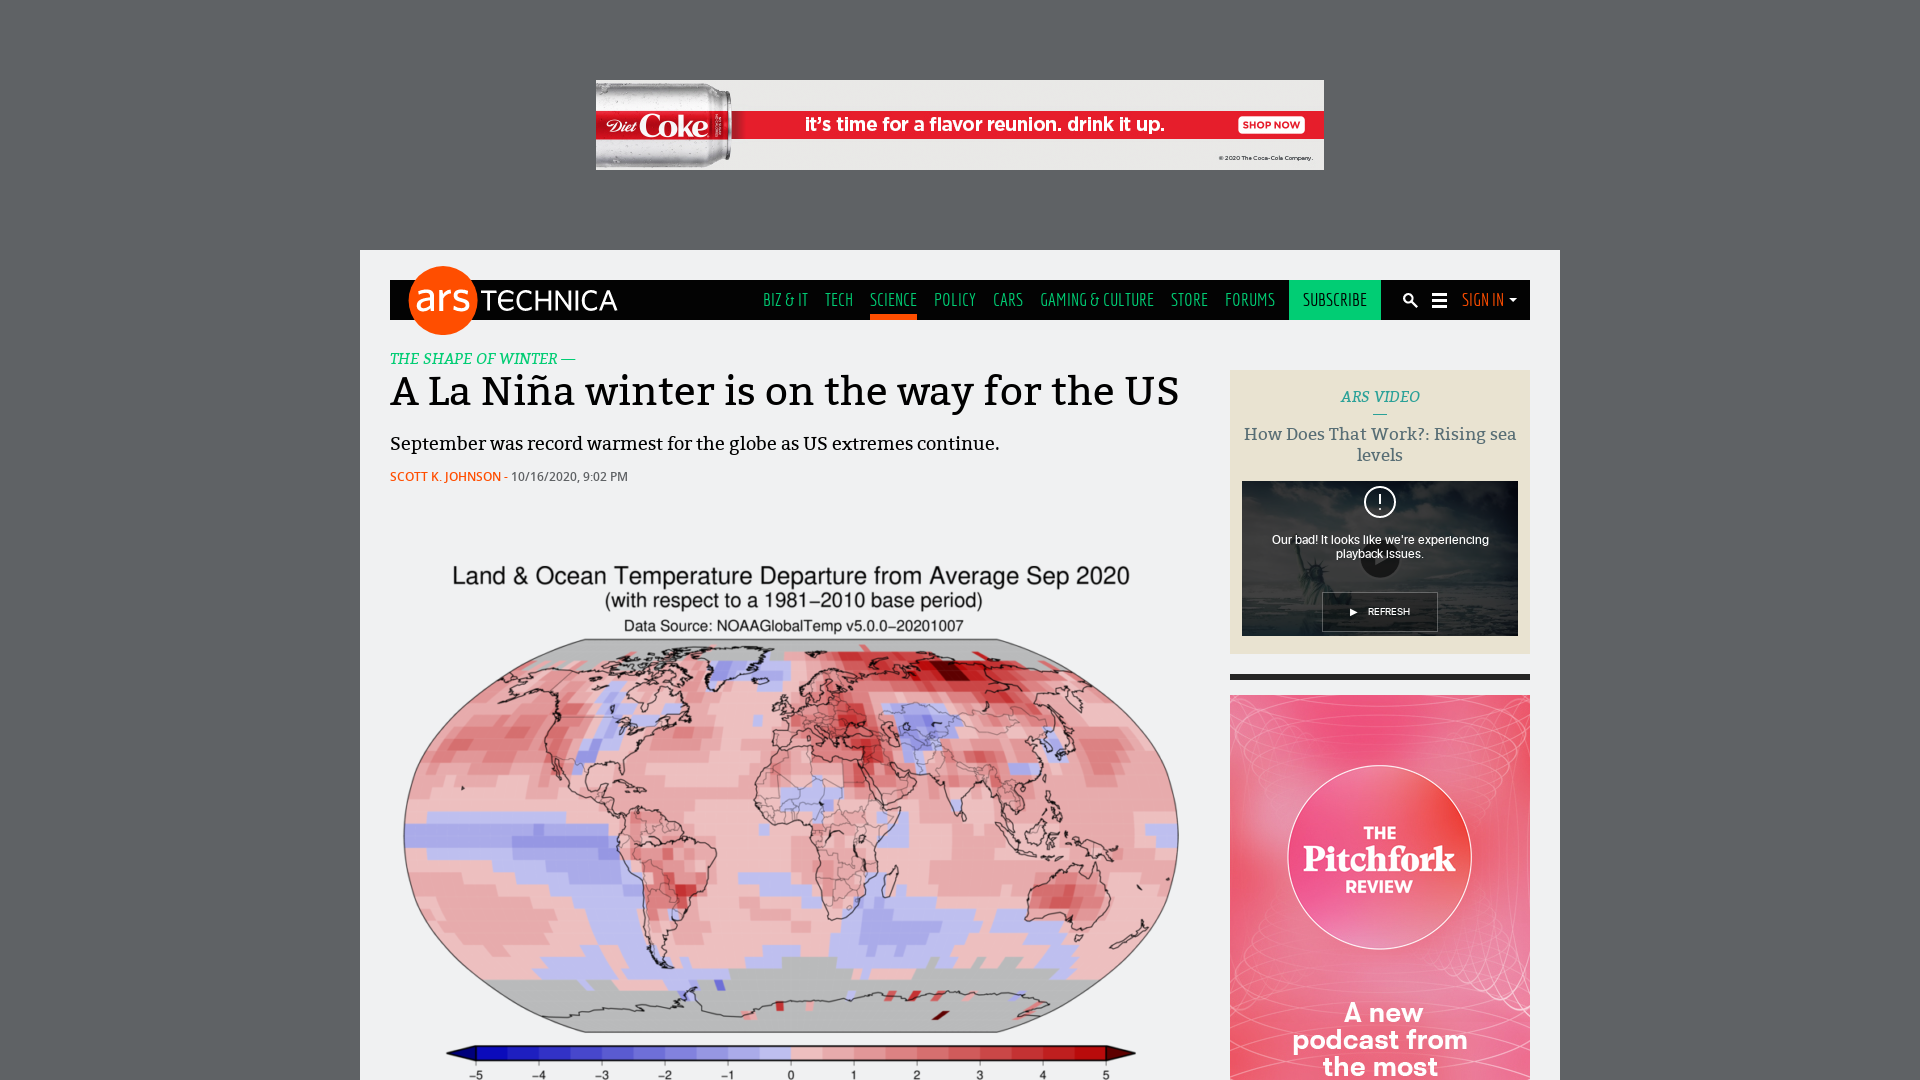 Diet Coke
it's time for a flavor reunion. drink it up.
SHOP NOW
© 2020 The Coca-Cola Company.
ars TECHNICA
BIZ & IT TECH SCIENCE POLICY CARS GAMING & CULTURE STORE FORUMS SUBSCRIBE SIGN IN
THE SHAPE OF WINTER —
A La Niña winter is on the way for the US
September was record warmest for the globe as US extremes continue.
SCOTT K. JOHNSON - 10/16/2020, 9:02 PM
Land & Ocean Temperature Departure from Average Sep 2020
(with respect to a 1981–2010 base period)
Data Source: NOAAGlobalTemp v5.0.0–20201007
–5 –4 –3 –2 –1 0 1 2 3 4 5
ARS VIDEO
—
How Does That Work?: Rising sea
levels
Our bad! It looks like we're experiencing
playback issues.
REFRESH
THE
Pitchfork
REVIEW
A new
podcast from
the most